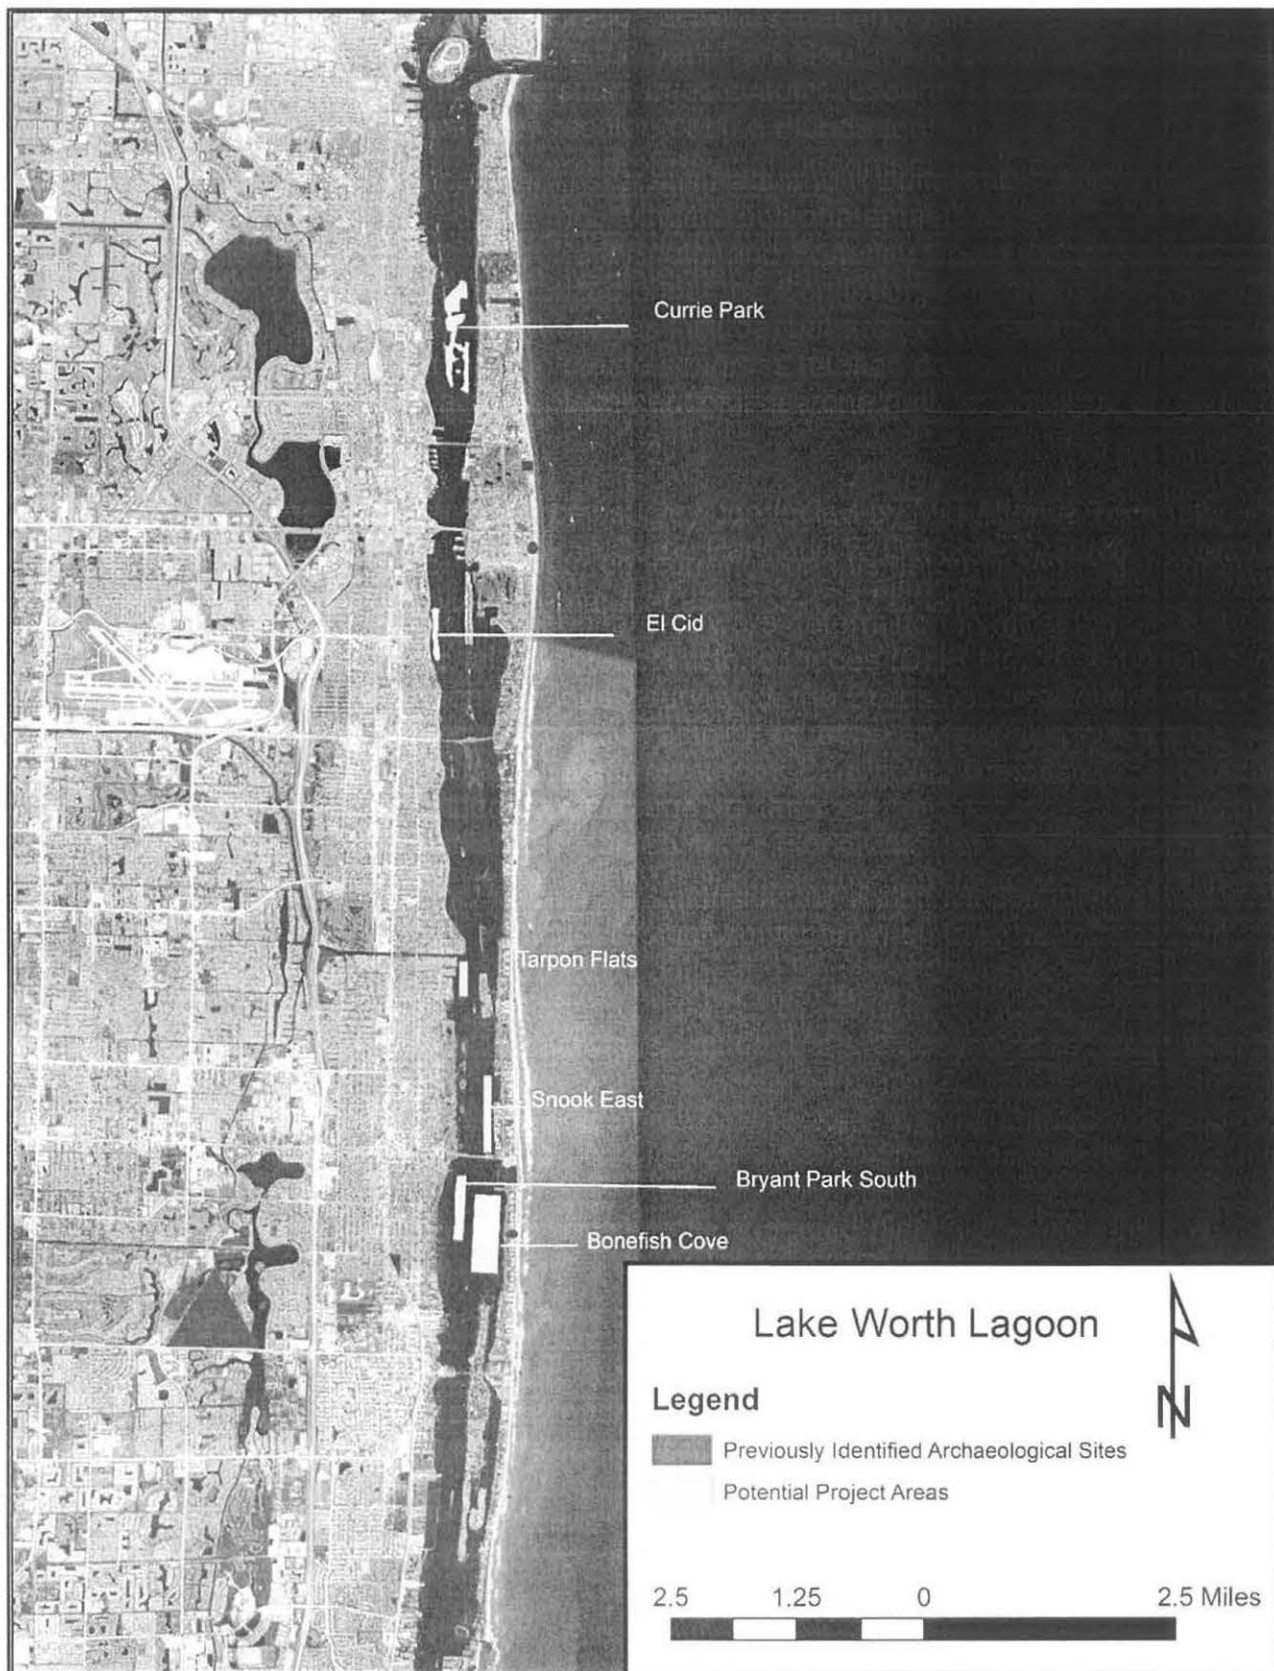 Currie Park
El Cid
Tarpon Flats
Snook East
Bryant Park South
Bonefish Cove
Lake Worth Lagoon
N
Legend
Previously Identified Archaeological Sites
Potential Project Areas
2.5 1.25 0 2.5 Miles